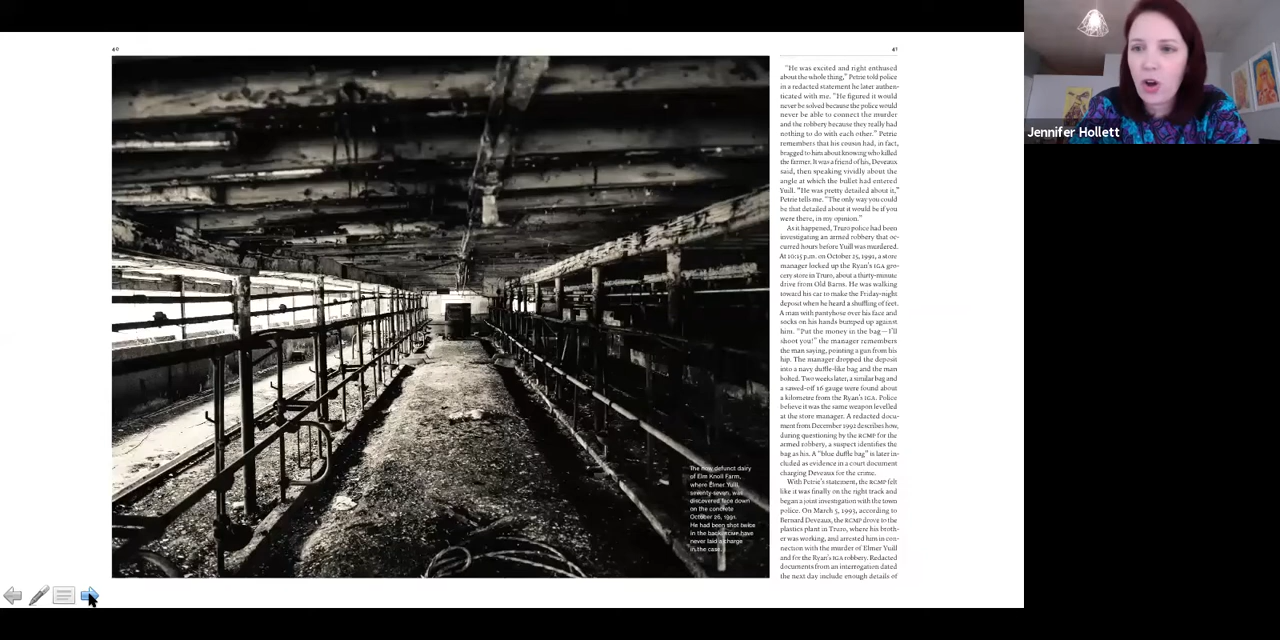 40
41
"He was excited and right enthused
about the whole thing," Petrie told police
in a redacted statement he later authen-
ticated with me. "He figured it would
never be solved because the police would
never be able to connect the murder
and the robbery because they really had
nothing to do with each other." Petrie
remembers that his cousin had, in fact,
bragged to him about knowing who killed
the farmer. It was a friend of his, Deveaux
said, then speaking vividly about the
angle at which the bullet had entered
Yuill. "He was pretty detailed about it,"
Petrie tells me. "The only way you could
be that detailed about it would be if you
were there, in my opinion."
As it happened, Truro police had been
investigating an armed robbery that oc-
curred hours before Yuill was murdered.
At 10:15 p.m. on October 25, 1991, a store
manager locked up the Ryan's IGA gro-
cery store in Truro, about a thirty-minute
drive from Old Barns. He was walking
toward his car to make the Friday-night
deposit when he heard a shuffling of feet.
A man with pantyhose over his face and
socks on his hands bumped up against
him. "Put the money in the bag—I'll
shoot you!" the manager remembers
the man saying, pointing a gun from his
hip. The manager dropped the deposit
into a navy duffle-like bag and the man
bolted. Two weeks later, a similar bag and
a sawed-off 16 gauge were found about
a kilometre from the Ryan's IGA. Police
believe it was the same weapon levelled
at the store manager. A redacted docu-
ment from December 1991 describes how,
during questioning by the RCMP for the
armed robbery, a suspect identifies the
bag as his. A "blue duffle bag" is later in-
cluded as evidence in a court document
charging Deveaux for the crime.
With Petrie's statement, the RCMP felt
like it was finally on the right track and
began a joint investigation with the town
police. On March 5, 1993, according to
Bernard Deveaux, the RCMP drove to the
plastics plant in Truro, where his broth-
er was working, and arrested him in con-
nection with the murder of Elmer Yuill
and for the Ryan's IGA robbery. Redacted
documents from an interrogation dated
the next day include enough details of
The now defunct dairy
of Elm Knoll Farm,
where Elmer Yuill,
seventy-seven, was
discovered face down
on the concrete
October 26, 1991.
He had been shot twice
in the back. RCMP have
never laid a charge
in the case.
Jennifer Hollett